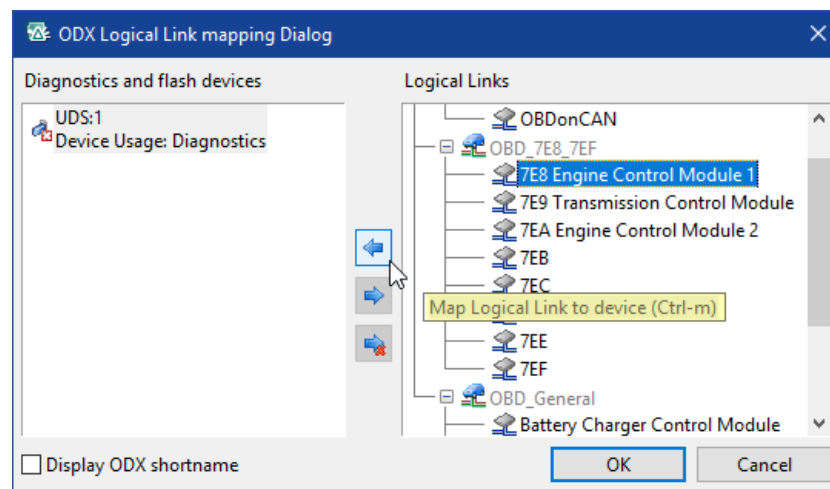 ODX Logical Link mapping Dialog
Diagnostics and flash devices
Logical Links
UDS:1
Device Usage: Diagnostics
OBDonCAN
OBD_7E8_7EF
7E8 Engine Control Module 1
7E9 Transmission Control Module
7EA Engine Control Module 2
7EB
7EC
Map Logical Link to device (Ctrl-m)
7EE
7EF
OBD_General
Battery Charger Control Module
Display ODX shortname
OK
Cancel